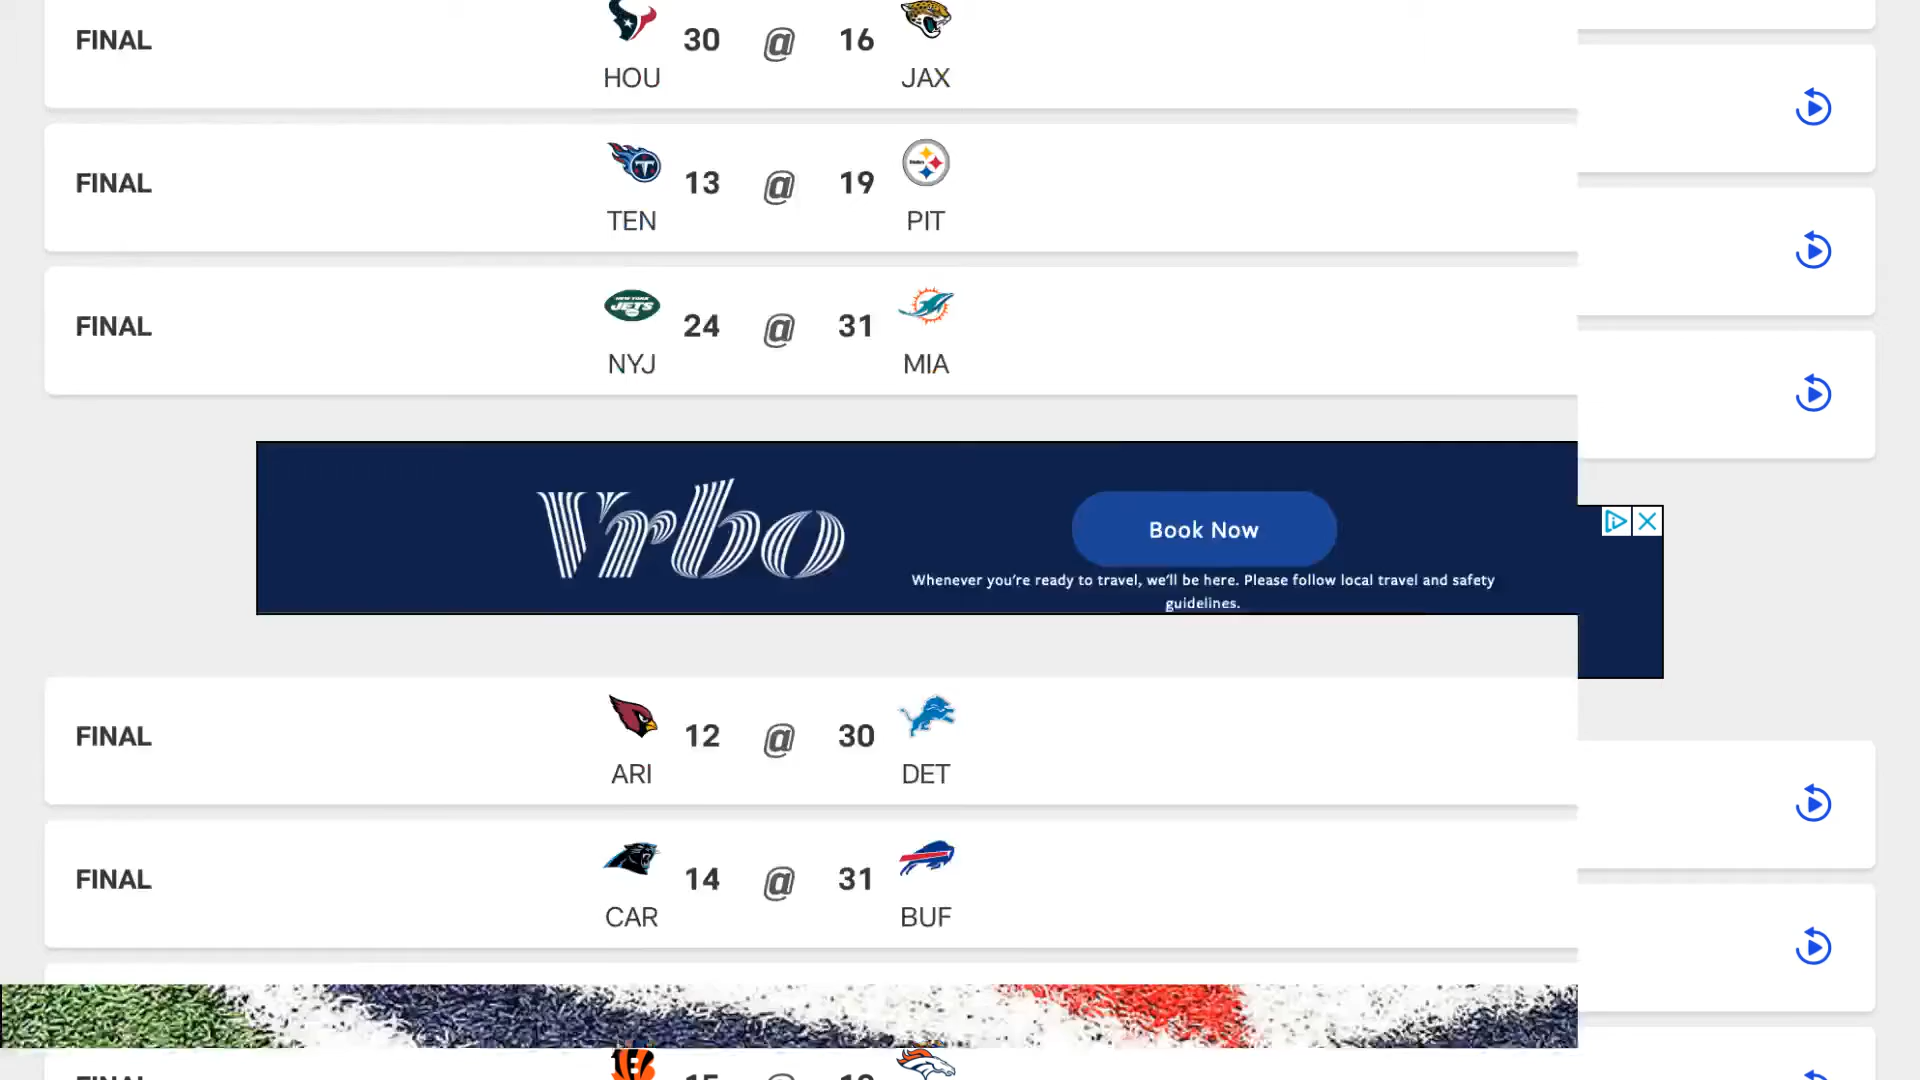 FINAL 30 @ 16
HOU JAX
FINAL 13 @ 19
TEN PIT
FINAL 24 @ 31
NYJ MIA
Vrbo
Book Now
Whenever you're ready to travel, we'll be here. Please follow local travel and safety
guidelines.
FINAL 12 @ 30
ARI DET
FINAL 14 @ 31
CAR BUF